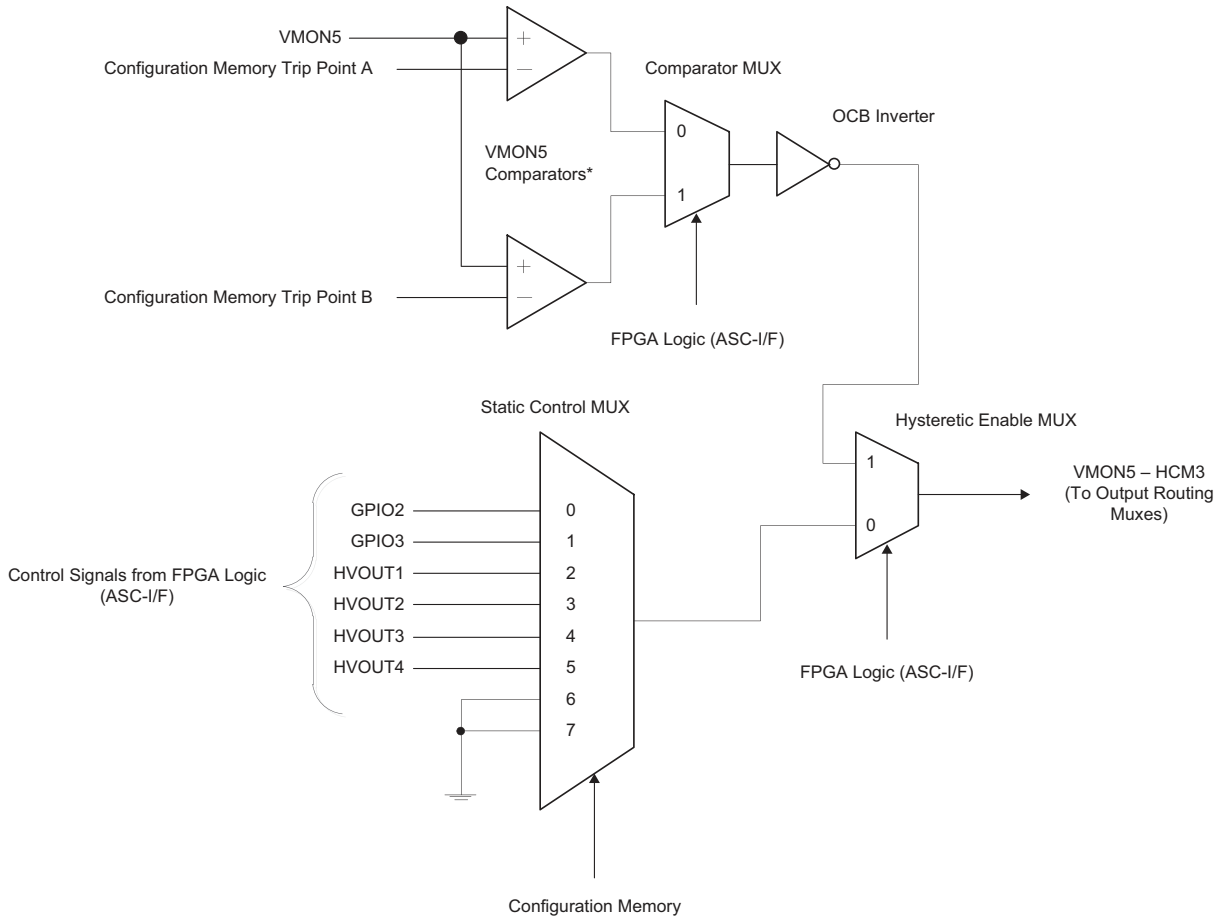 VMON5
Configuration Memory Trip Point A
+
−
Comparator MUX
OCB Inverter
0
VMON5
Comparators*
1
+
−
Configuration Memory Trip Point B
FPGA Logic (ASC-I/F)
Static Control MUX
Hysteretic Enable MUX
1
VMON5 – HCM3
(To Output Routing
Muxes)
0
GPIO2
0
GPIO3
1
HVOUT1
2
Control Signals from FPGA Logic
(ASC-I/F)
HVOUT2
3
HVOUT3
4
HVOUT4
5
6
7
FPGA Logic (ASC-I/F)
Configuration Memory